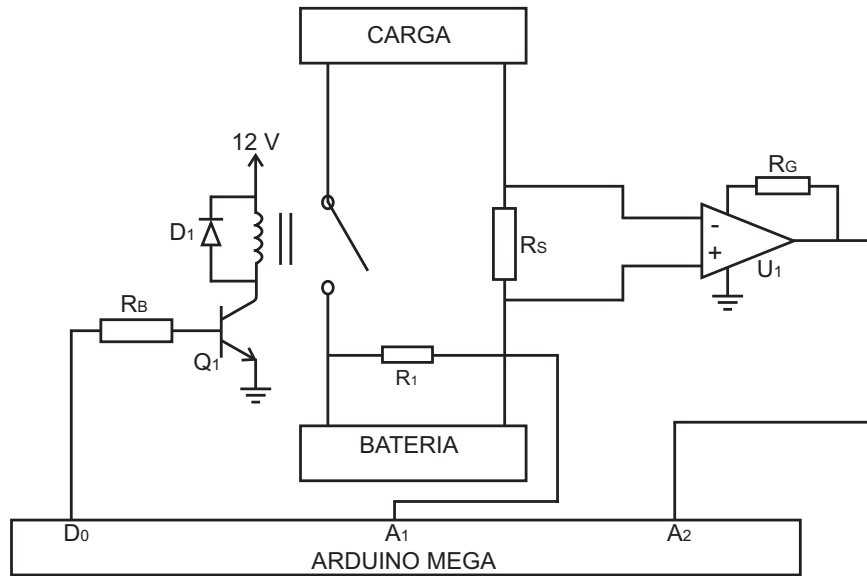 CARGA
12 V
RG
D1
-
RS
+
U1
RB
Q1
R1
BATERIA
D0
A1
A2
ARDUINO MEGA